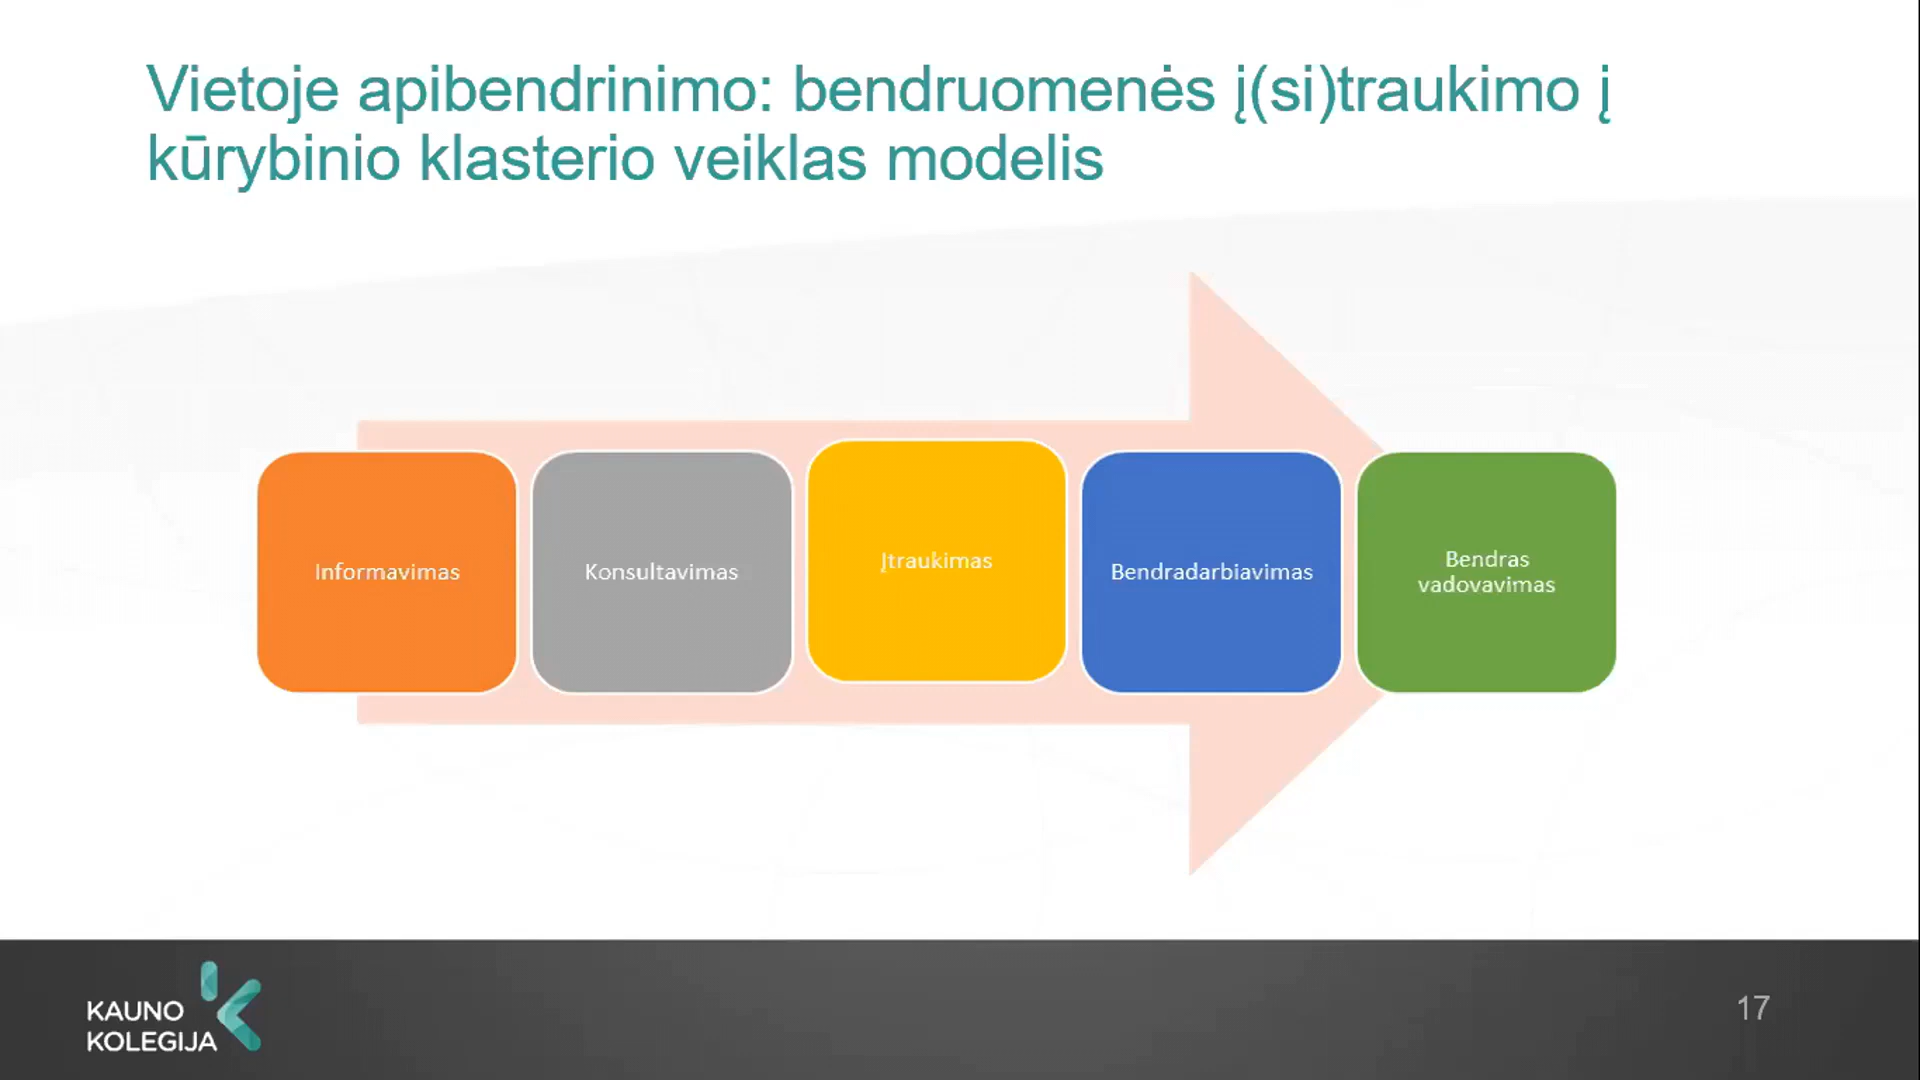 Vietoje apibendrinimo: bendruomenės į(si)traukimo į
kūrybinio klasterio veiklas modelis
Informavimas
Konsultavimas
Įtraukimas
Bendradarbiavimas
Bendras
vadovavimas
KAUNO
KOLEGIJA
17